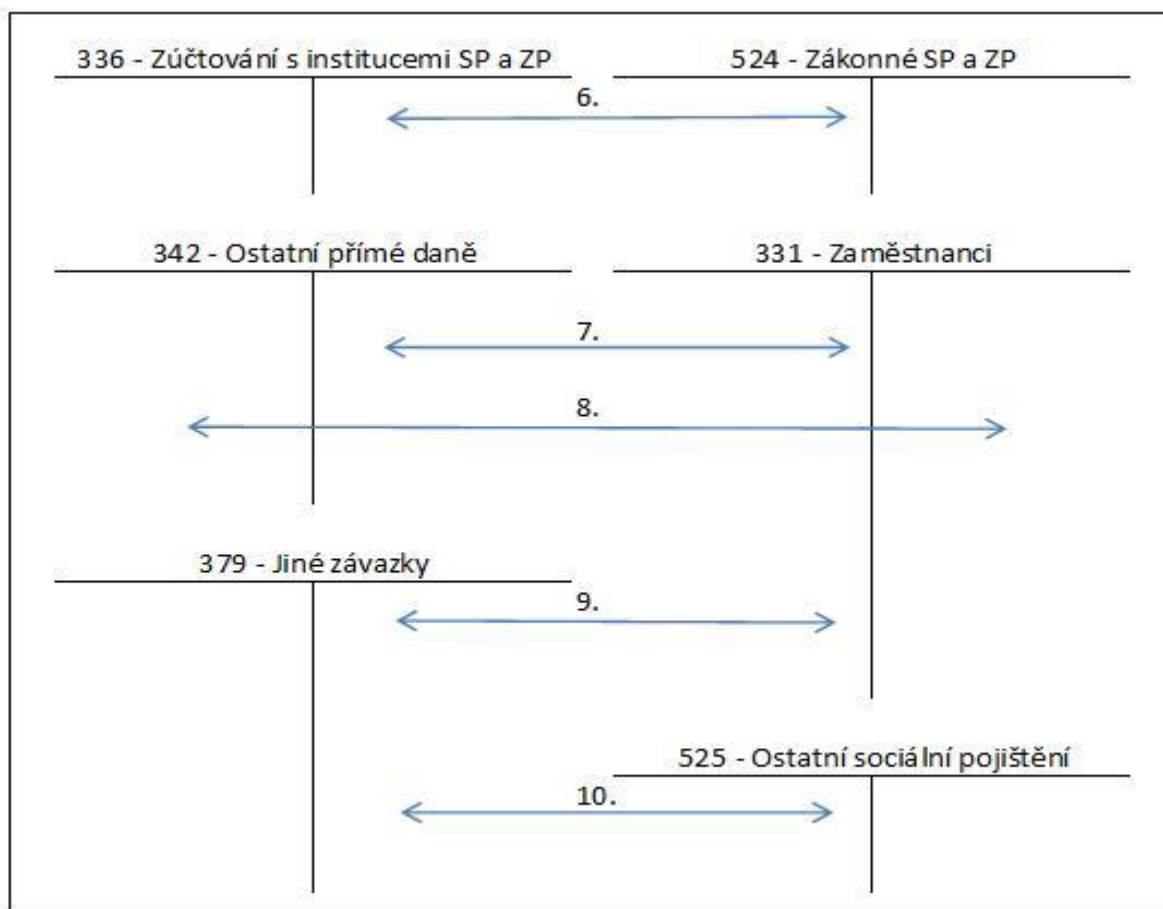 336 - Zúčtování s institucemi SP a ZP
524 - Zákonné SP a ZP
6.
342 - Ostatní přímé daně
331 - Zaměstnanci
7.
8.
379 - Jiné závazky
9.
525 - Ostatní sociální pojištění
10.